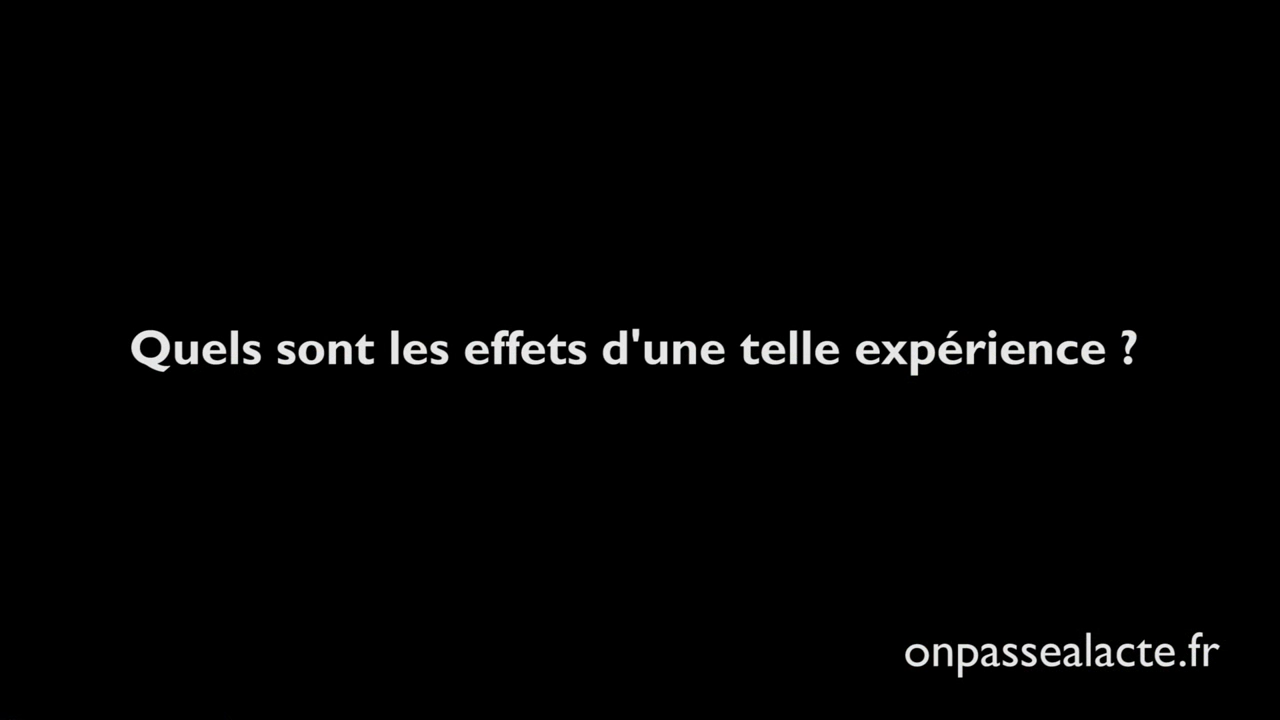 Quels sont les effets d'une telle expérience ?
onpassealacte.fr